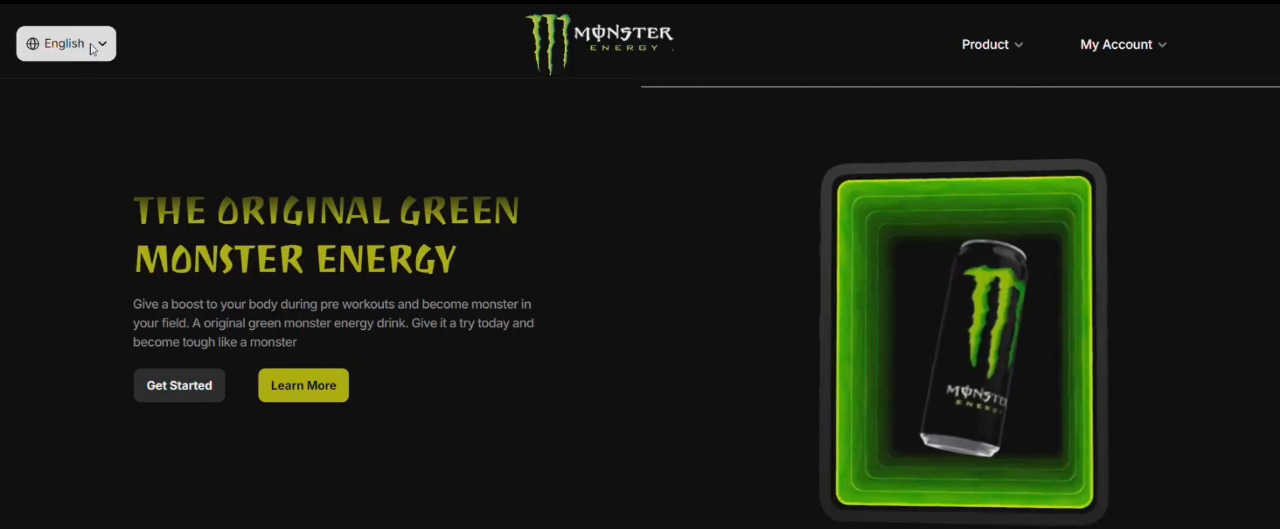 English
MONSTER
ENERGY
Product
My Account
THE ORIGINAL GREEN
MONSTER ENERGY
Give a boost to your body during pre workouts and become monster in
your field. A original green monster energy drink. Give it a try today and
become tough like a monster
Get Started
Learn More
MONSTE
ENERG